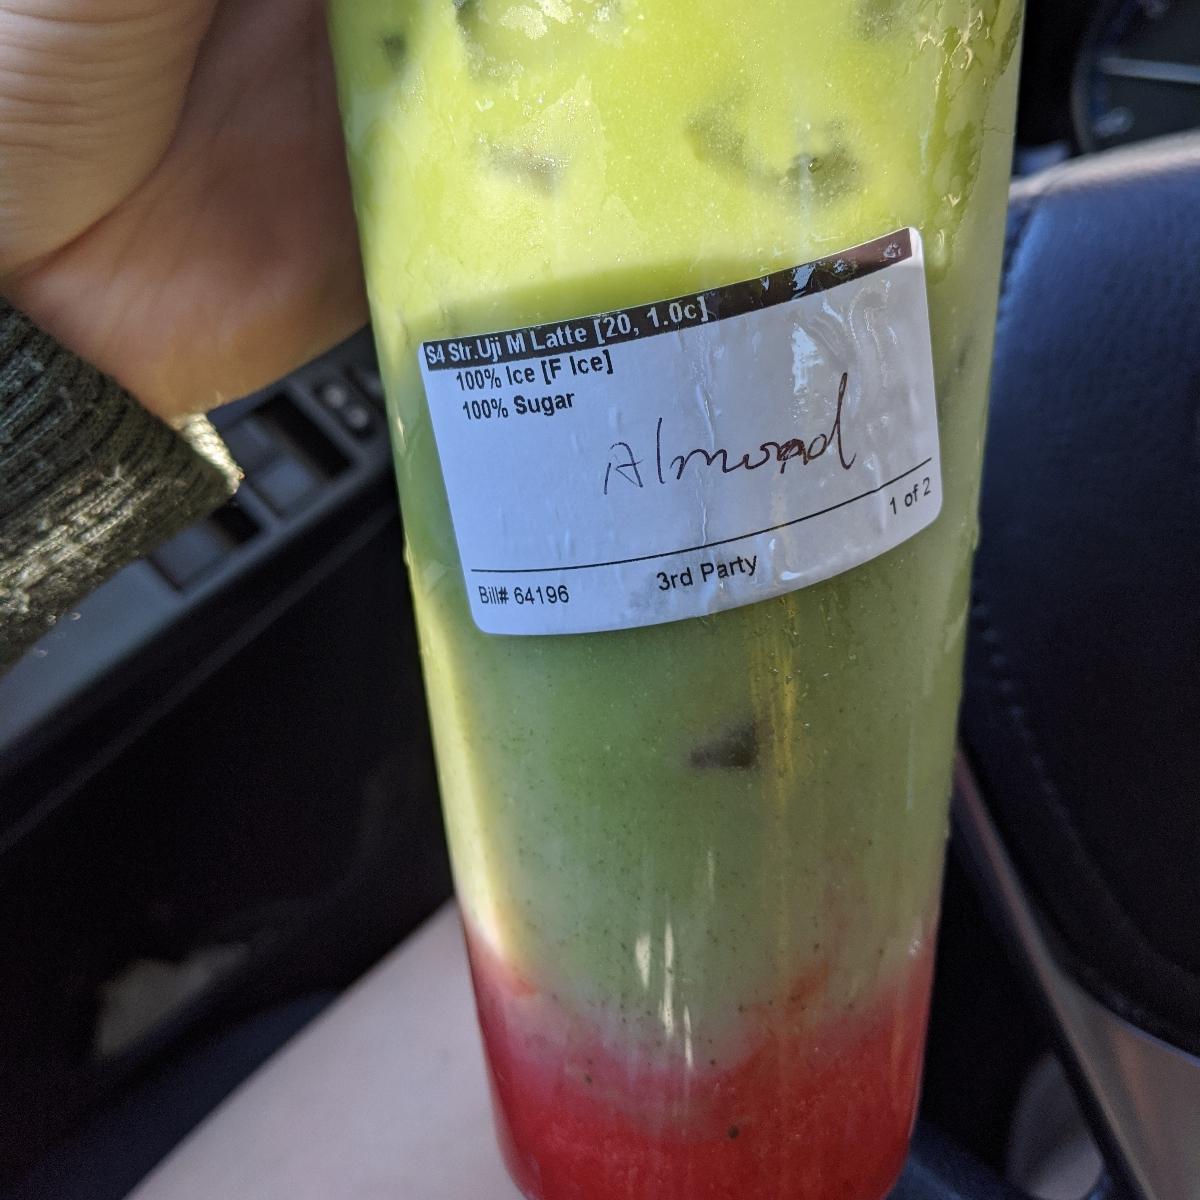 S4 Str.Uji M Latte [20, 1.0c]
100% Ice [F Ice]
100% Sugar
Almond
1 of 2
Bill# 64196 3rd Party